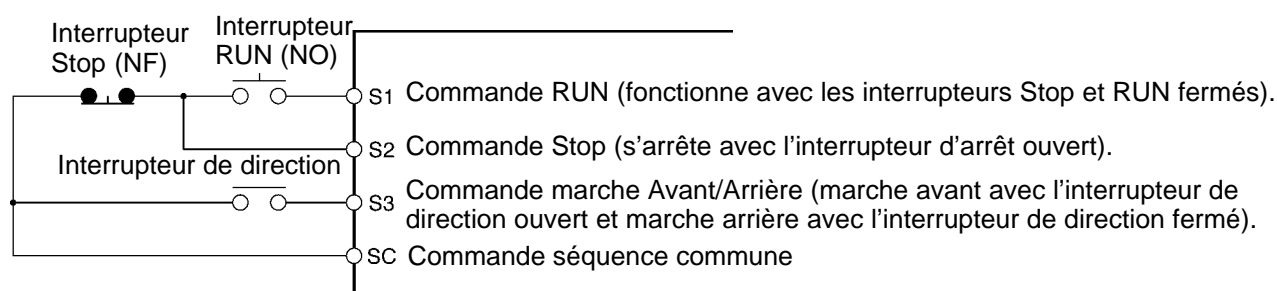 Interrupteur
Stop (NF)
Interrupteur
RUN (NO)
S1 Commande RUN (fonctionne avec les interrupteurs Stop et RUN fermés).
S2 Commande Stop (s'arrête avec l'interrupteur d'arrêt ouvert).
Interrupteur de direction
S3 Commande marche Avant/Arrière (marche avant avec l'interrupteur de
direction ouvert et marche arrière avec l'interrupteur de direction fermé).
SC Commande séquence commune